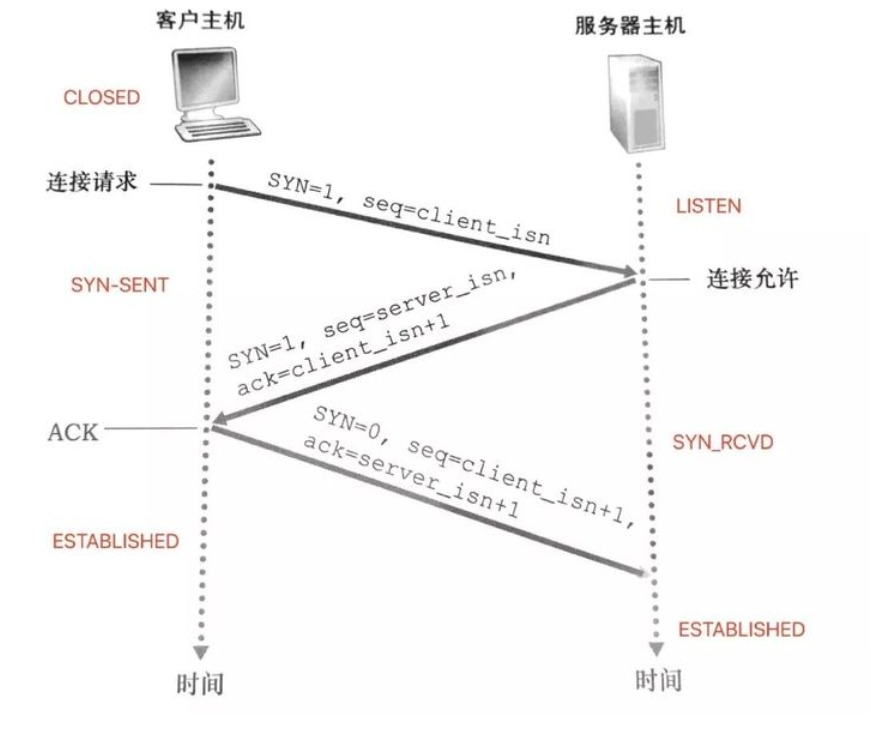 客户主机
服务器主机
CLOSED
连接请求
SYN=1, seq=client_isn
LISTEN
SYN-SENT
连接允许
SYN=1, seq=server_isn,
ack=client_isn+1
ACK
SYN=0, seq=client_isn+1,
ack=server_isn+1
SYN_RCVD
ESTABLISHED
ESTABLISHED
时间
时间